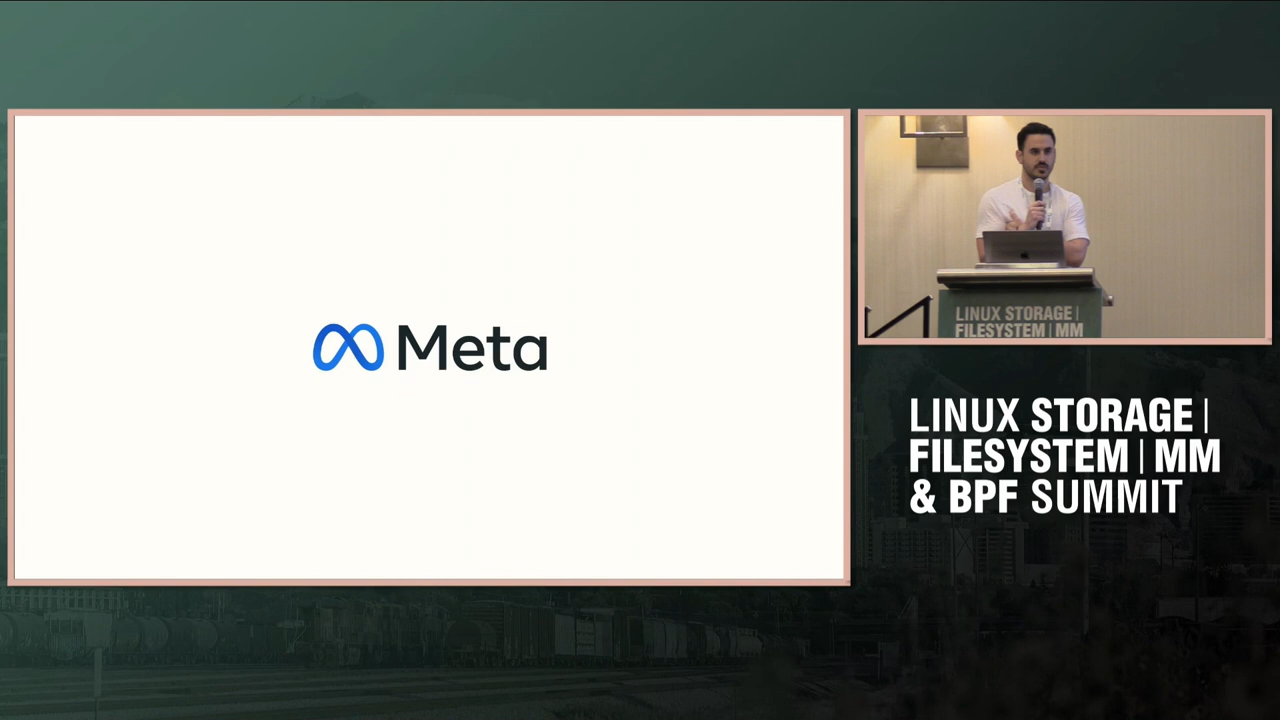 Meta
LINUX STORAGE|
FILESYSTEM|MM
LINUX STORAGE|
FILESYSTEM|MM
& BPF SUMMIT